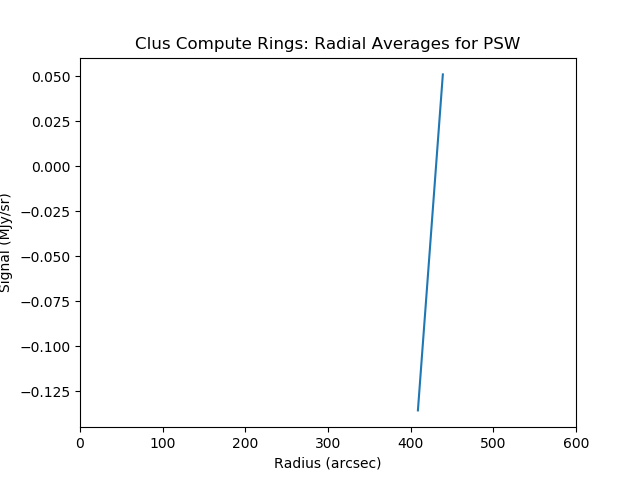 Clus Compute Rings: Radial Averages for PSW
Signal (MJy/sr)
0.050
0.025
0.000
−0.025
−0.050
−0.075
−0.100
−0.125
0 100 200 300 400 500 600
Radius (arcsec)